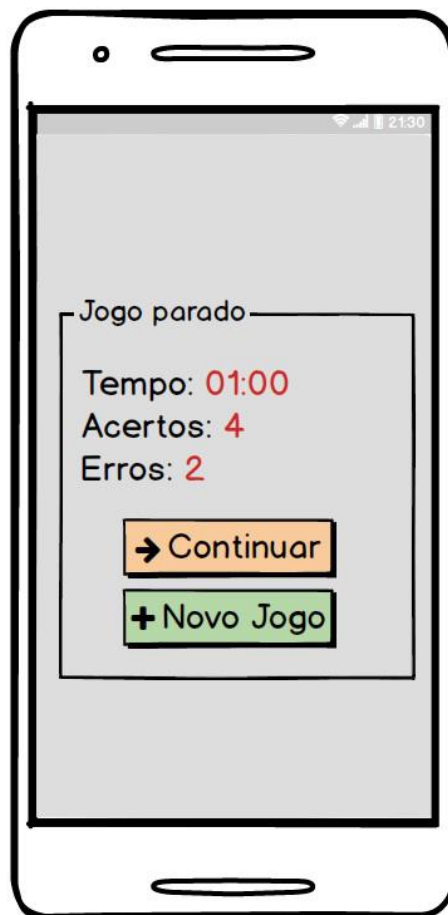 21:30
Jogo parado
Tempo: 01:00
Acertos: 4
Erros: 2
Continuar
Novo Jogo